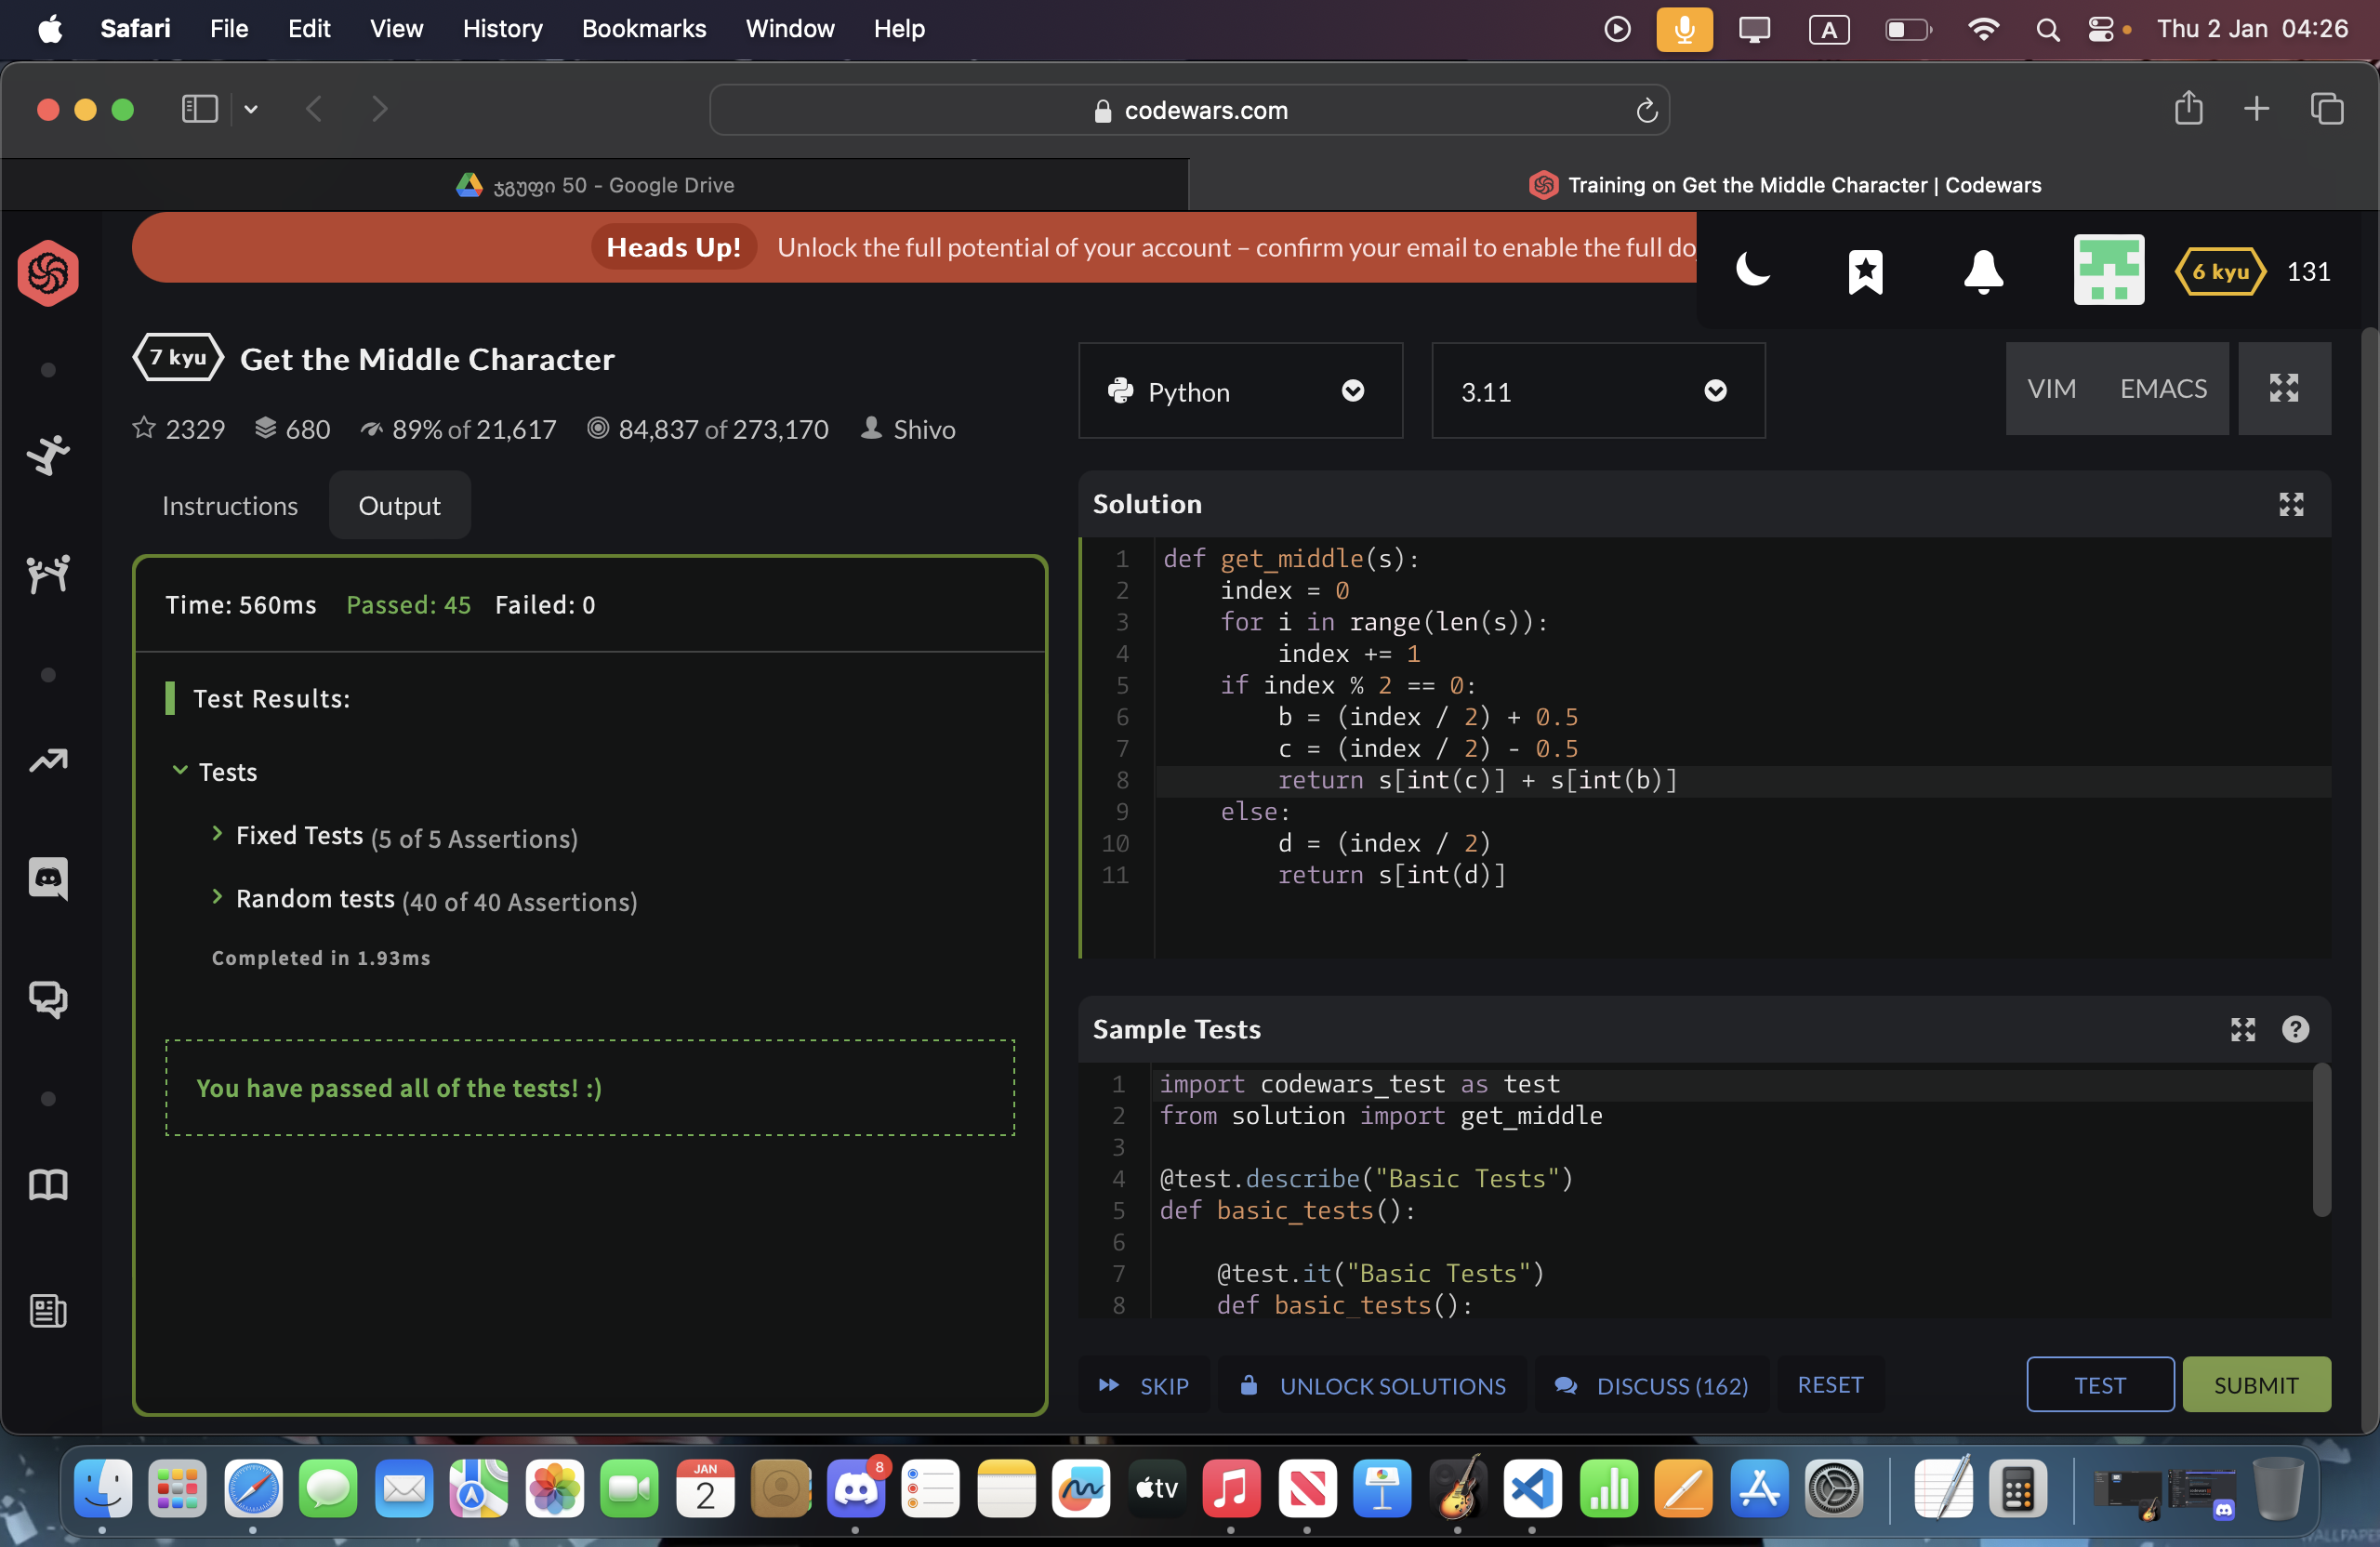 Safari File Edit View History Bookmarks Window Help
A
Thu 2 Jan 04:26
codewars.com
ჯგუფი 50 - Google Drive
Training on Get the Middle Character | Codewars
Heads Up! Unlock the full potential of your account – confirm your email to enable the full do
6 kyu 131
7 kyu Get the Middle Character
2329 680 89% of 21,617 84,837 of 273,170 Shivo
Instructions Output
Time: 560ms Passed: 45 Failed: 0
Test Results:
Tests
Fixed Tests (5 of 5 Assertions)
Random tests (40 of 40 Assertions)
Completed in 1.93ms
You have passed all of the tests! :)
Python 3.11 VIM EMACS
Solution
1 def get_middle(s):
2 index = 0
3 for i in range(len(s)):
4 index += 1
5 if index % 2 == 0:
6 b = (index / 2) + 0.5
7 c = (index / 2) - 0.5
8 return s[int(c)] + s[int(b)]
9 else:
10 d = (index / 2)
11 return s[int(d)]
Sample Tests
?
1 import codewars_test as test
2 from solution import get_middle
3
4 @test.describe("Basic Tests")
5 def basic_tests():
6
7 @test.it("Basic Tests")
8 def basic_tests():
SKIP UNLOCK SOLUTIONS DISCUSS (162) RESET TEST SUBMIT
JAN
2
8
tv